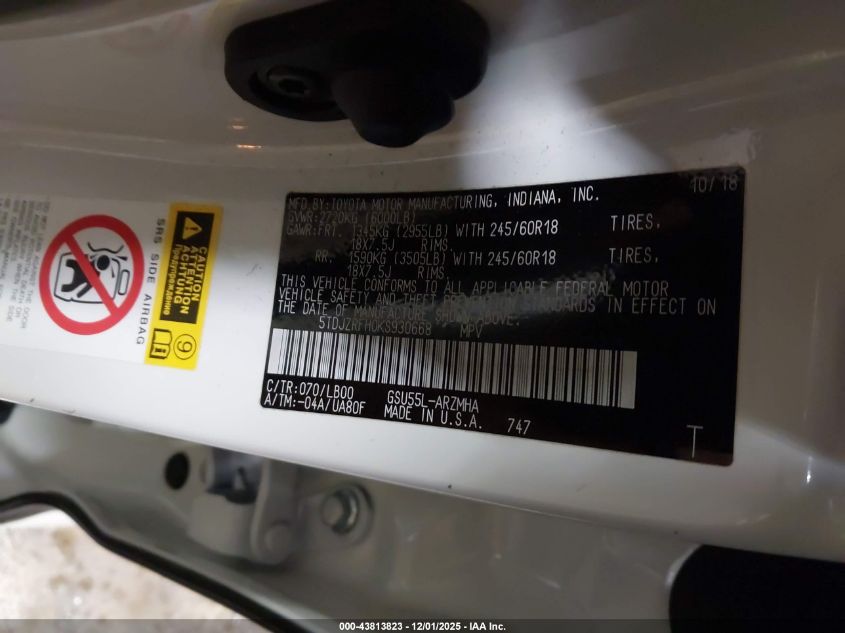 10/18
MFD BY: TOYOTA MOTOR MANUFACTURING, INDIANA, INC.
GVWR: 2720KG (6000LB)
GAWR: FRT. 1345KG (2955LB) WITH 245/60R18 TIRES,
18X7.5J RIMS.
RR. 1590KG (3505LB) WITH 245/60R18 TIRES,
18X7.5J RIMS.
THIS VEHICLE CONFORMS TO ALL APPLICABLE FEDERAL MOTOR
VEHICLE SAFETY AND THEFT PREVENTION STANDARDS IN EFFECT ON
THE DATE OF MANUFACTURE SHOWN ABOVE.
5TDJZRFH0KS930668 MPV
C/TR: 070/LB00 GSU55L-ARZMHA
A/TM: -04A/UA80F MADE IN U.S.A. 747
T
CAUTION
ATTENTION
ACHTUNG
Предупреждение
9
SRS SIDE AIRBAG
000-43813823 - 12/01/2025 - IAA Inc.